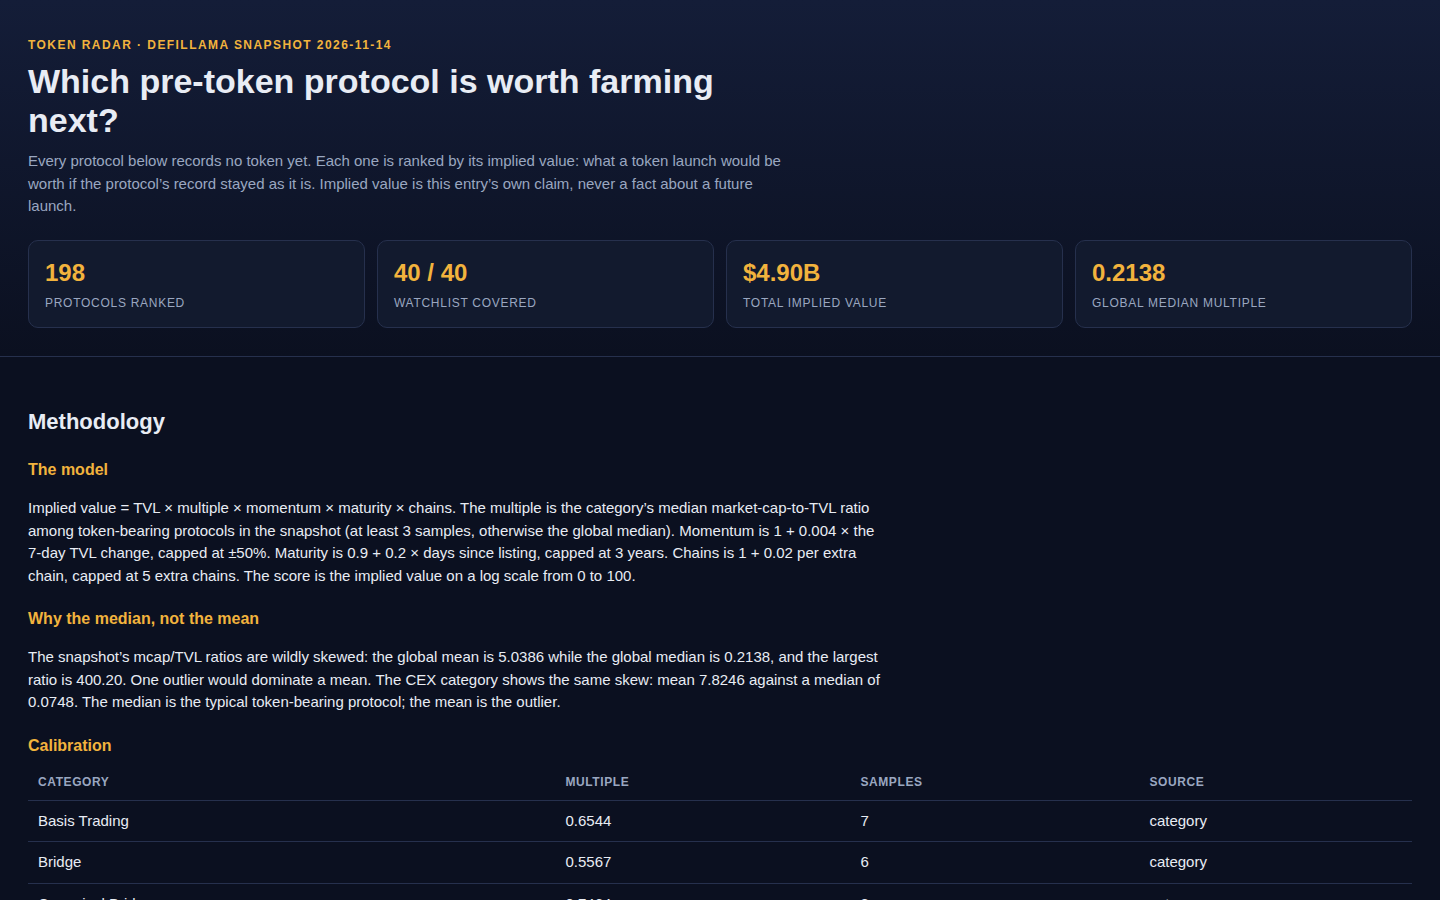 TOKEN RADAR · DEFILLAMA SNAPSHOT 2026-11-14
Which pre-token protocol is worth farming
next?
Every protocol below records no token yet. Each one is ranked by its implied value: what a token launch would be
worth if the protocol’s record stayed as it is. Implied value is this entry’s own claim, never a fact about a future
launch.
198
PROTOCOLS RANKED
40 / 40
WATCHLIST COVERED
$4.90B
TOTAL IMPLIED VALUE
0.2138
GLOBAL MEDIAN MULTIPLE
Methodology
The model
Implied value = TVL × multiple × momentum × maturity × chains. The multiple is the category’s median market-cap-to-TVL ratio
among token-bearing protocols in the snapshot (at least 3 samples, otherwise the global median). Momentum is 1 + 0.004 × the
7-day TVL change, capped at ±50%. Maturity is 0.9 + 0.2 × days since listing, capped at 3 years. Chains is 1 + 0.02 per extra
chain, capped at 5 extra chains. The score is the implied value on a log scale from 0 to 100.
Why the median, not the mean
The snapshot’s mcap/TVL ratios are wildly skewed: the global mean is 5.0386 while the global median is 0.2138, and the largest
ratio is 400.20. One outlier would dominate a mean. The CEX category shows the same skew: mean 7.8246 against a median of
0.0748. The median is the typical token-bearing protocol; the mean is the outlier.
Calibration
CATEGORY MULTIPLE SAMPLES SOURCE
Basis Trading 0.6544 7 category
Bridge 0.5567 6 category